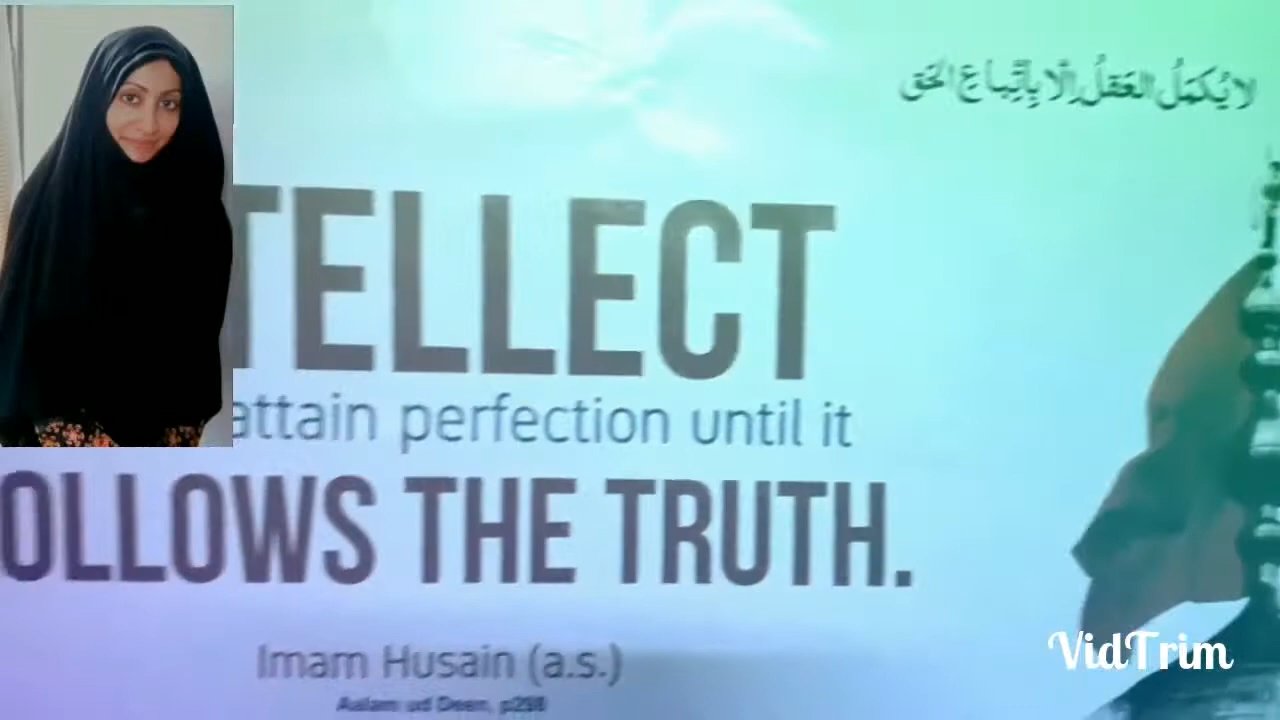 لا يُكمَلُ العَقلُ إلّا بِاتِّباعِ الحَق
TELLECT
attain perfection until it
OLLOWS THE TRUTH.
Imam Husain (a.s.)
Aalam ud Deen, p298
VidTrim